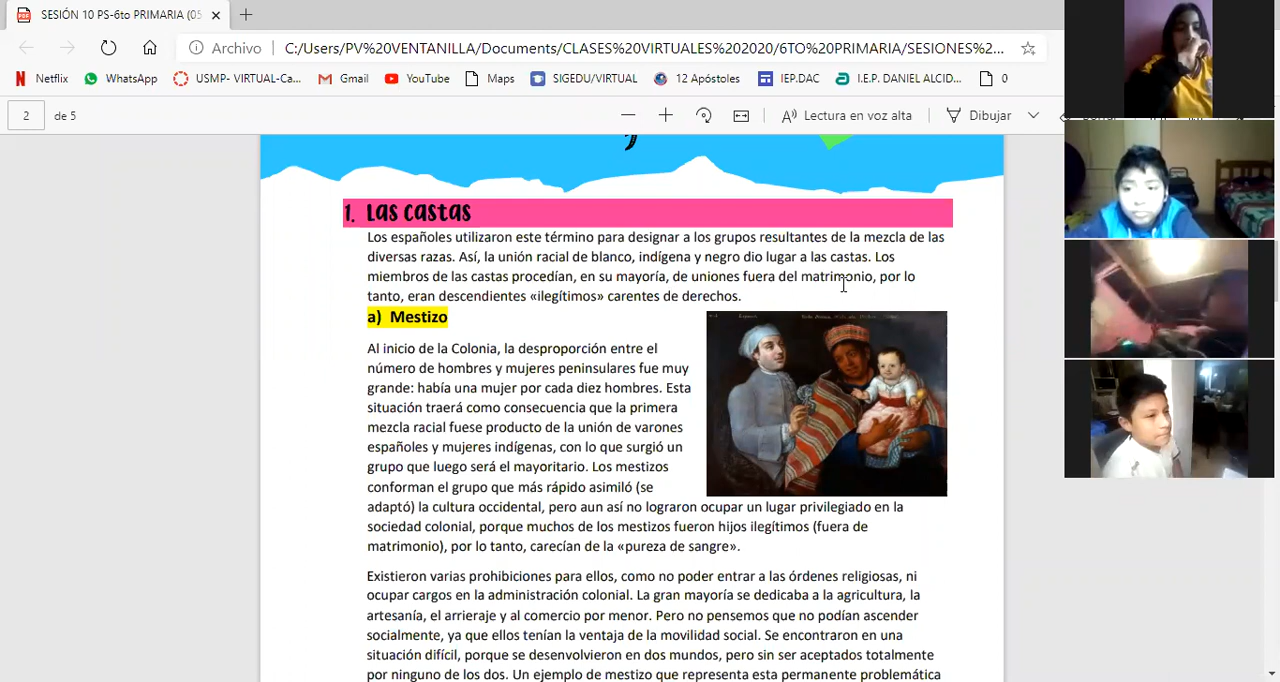 SESIÓN 10 PS-6to PRIMARIA (05
Archivo
C:/Users/PV%20VENTANILLA/Documents/CLASES%20VIRTUALES%202020/6TO%20PRIMARIA/SESIONES%...
Netflix WhatsApp USMP- VIRTUAL-Ca... Gmail YouTube Maps SIGEDU/VIRTUAL 12 Apóstoles IEP.DAC I.E.P. DANIEL ALCID... 0
2 de 5 Lectura en voz alta Dibujar
1. Las castas
Los españoles utilizaron este término para designar a los grupos resultantes de la mezcla de las
diversas razas. Así, la unión racial de blanco, indígena y negro dio lugar a las castas. Los
miembros de las castas procedían, en su mayoría, de uniones fuera del matrimonio, por lo
tanto, eran descendientes «ilegítimos» carentes de derechos.
a) Mestizo
Al inicio de la Colonia, la desproporción entre el
número de hombres y mujeres peninsulares fue muy
grande: había una mujer por cada diez hombres. Esta
situación traerá como consecuencia que la primera
mezcla racial fuese producto de la unión de varones
españoles y mujeres indígenas, con lo que surgió un
grupo que luego será el mayoritario. Los mestizos
conforman el grupo que más rápido asimiló (se
adaptó) la cultura occidental, pero aun así no lograron ocupar un lugar privilegiado en la
sociedad colonial, porque muchos de los mestizos fueron hijos ilegítimos (fuera de
matrimonio), por lo tanto, carecían de la «pureza de sangre».
Existieron varias prohibiciones para ellos, como no poder entrar a las órdenes religiosas, ni
ocupar cargos en la administración colonial. La gran mayoría se dedicaba a la agricultura, la
artesanía, el arrieraje y al comercio por menor. Pero no pensemos que no podían ascender
socialmente, ya que ellos tenían la ventaja de la movilidad social. Se encontraron en una
situación difícil, porque se desenvolvieron en dos mundos, pero sin ser aceptados totalmente
por ninguno de los dos. Un ejemplo de mestizo que representa esta permanente problemática